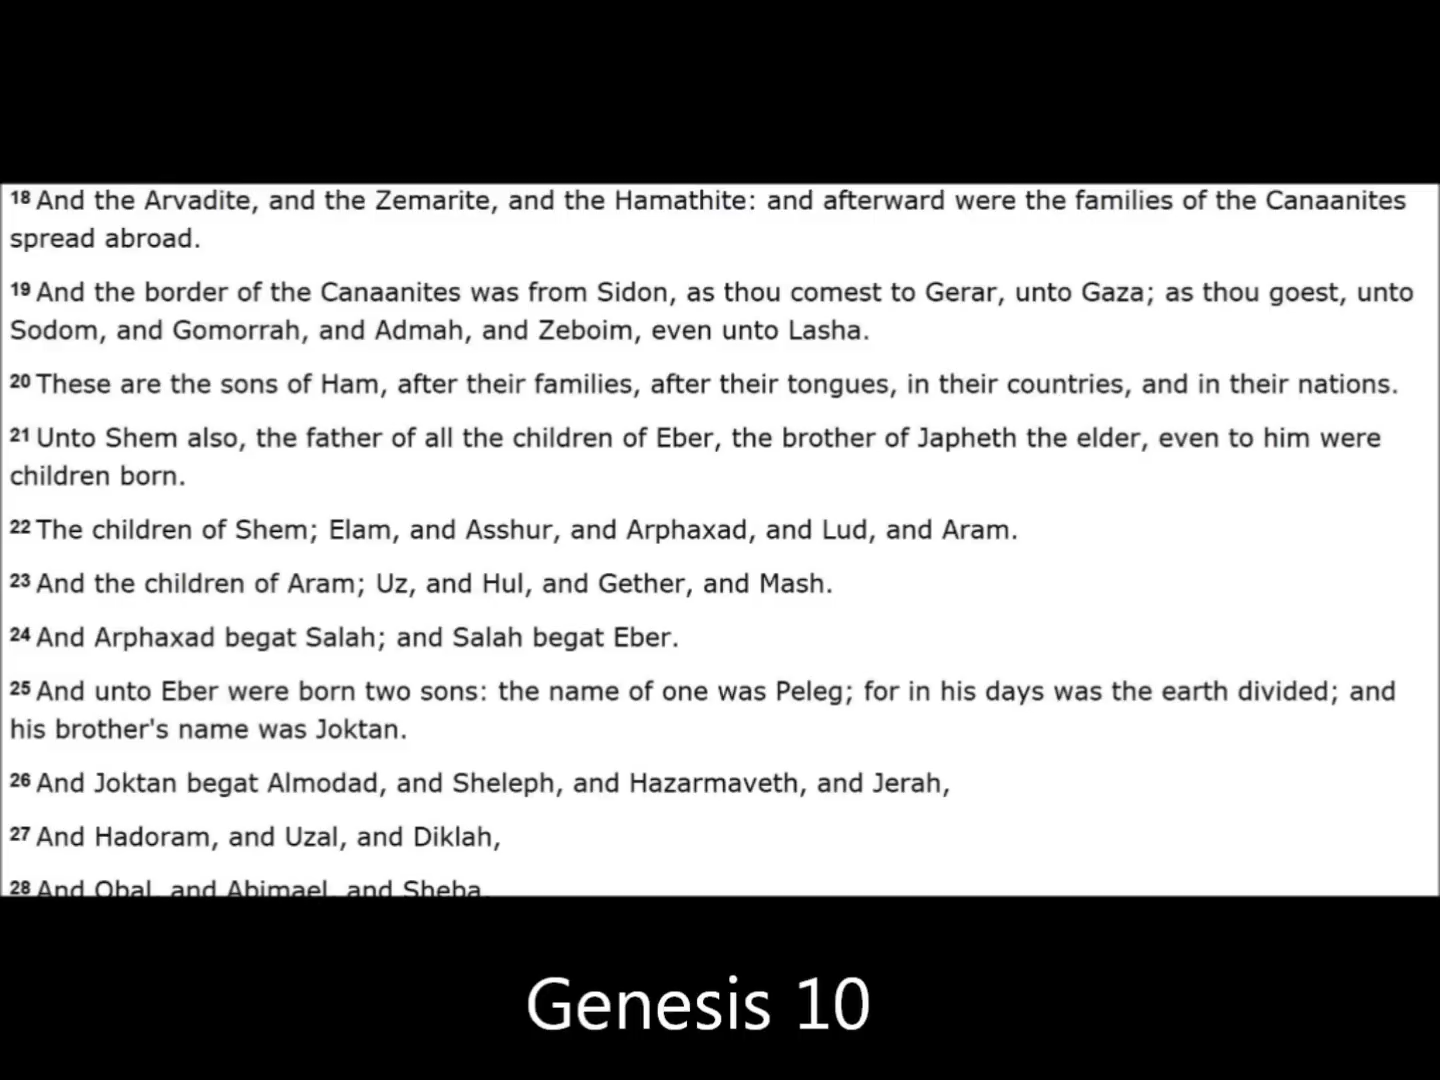 18 And the Arvadite, and the Zemarite, and the Hamathite: and afterward were the families of the Canaanites
spread abroad.
19 And the border of the Canaanites was from Sidon, as thou comest to Gerar, unto Gaza; as thou goest, unto
Sodom, and Gomorrah, and Admah, and Zeboim, even unto Lasha.
20 These are the sons of Ham, after their families, after their tongues, in their countries, and in their nations.
21 Unto Shem also, the father of all the children of Eber, the brother of Japheth the elder, even to him were
children born.
22 The children of Shem; Elam, and Asshur, and Arphaxad, and Lud, and Aram.
23 And the children of Aram; Uz, and Hul, and Gether, and Mash.
24 And Arphaxad begat Salah; and Salah begat Eber.
25 And unto Eber were born two sons: the name of one was Peleg; for in his days was the earth divided; and
his brother's name was Joktan.
26 And Joktan begat Almodad, and Sheleph, and Hazarmaveth, and Jerah,
27 And Hadoram, and Uzal, and Diklah,
28 And Obal, and Abimael, and Sheba,
Genesis 10